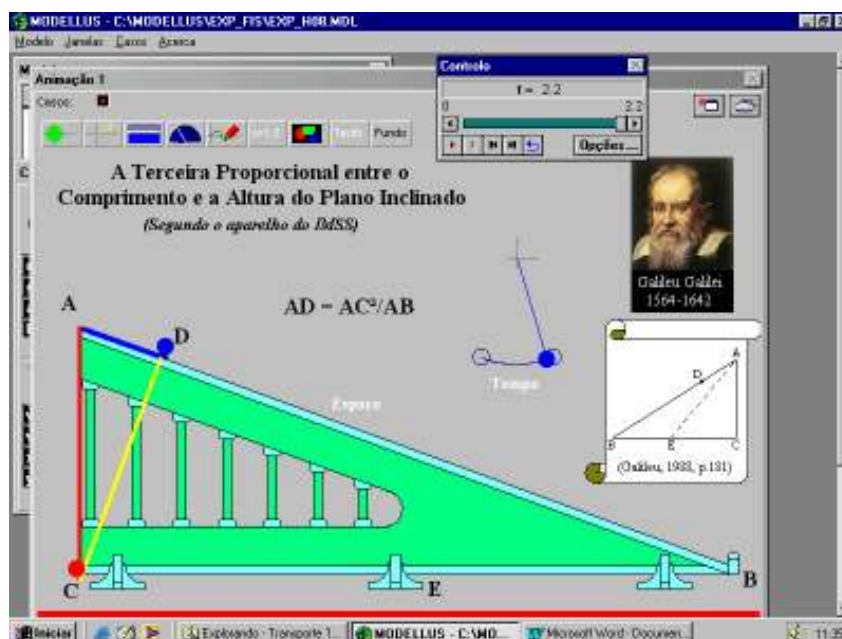 MODELLUS - C:\MODELLUS\EXP_FIS\EXP_H08.MDL
Modelo Janelas Casos Acerca
Animação 1
Controlo
t = 2.2
0 2.2
Opções...
Casos:
Texto Fundo
A Terceira Proporcional entre o
Comprimento e a Altura do Plano Inclinado
(Segundo o aparelho do IMSS)
Galileu Galilei
1564-1642
A
AD = AC²/AB
D
Tempo
Espaço
A
D
B E C
(Galileu, 1988, p.181)
C E B
Iniciar Explorando - Transporte 1... MODELLUS - C:\MO... Microsoft Word - Documen... 11:35